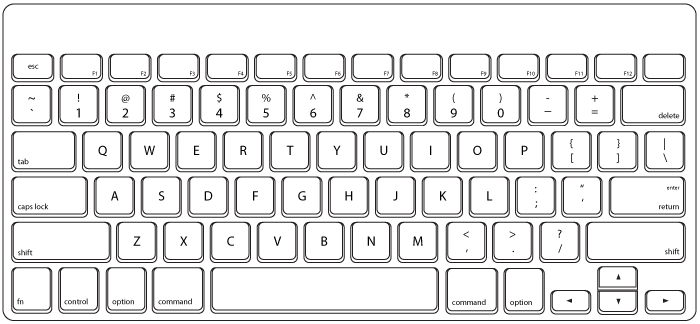 esc F1 F2 F3 F4 F5 F6 F7 F8 F9 F10 F11 F12
~ ! @ # $ % ^ & * ( ) - +
` 1 2 3 4 5 6 7 8 9 0 – = delete
tab Q W E R T Y U I O P { [ } ] | \
caps lock A S D F G H J K L : ; " ' enter return
shift Z X C V B N M < , > . ? / shift
fn control option command command option ◄ ▲ ▼ ►